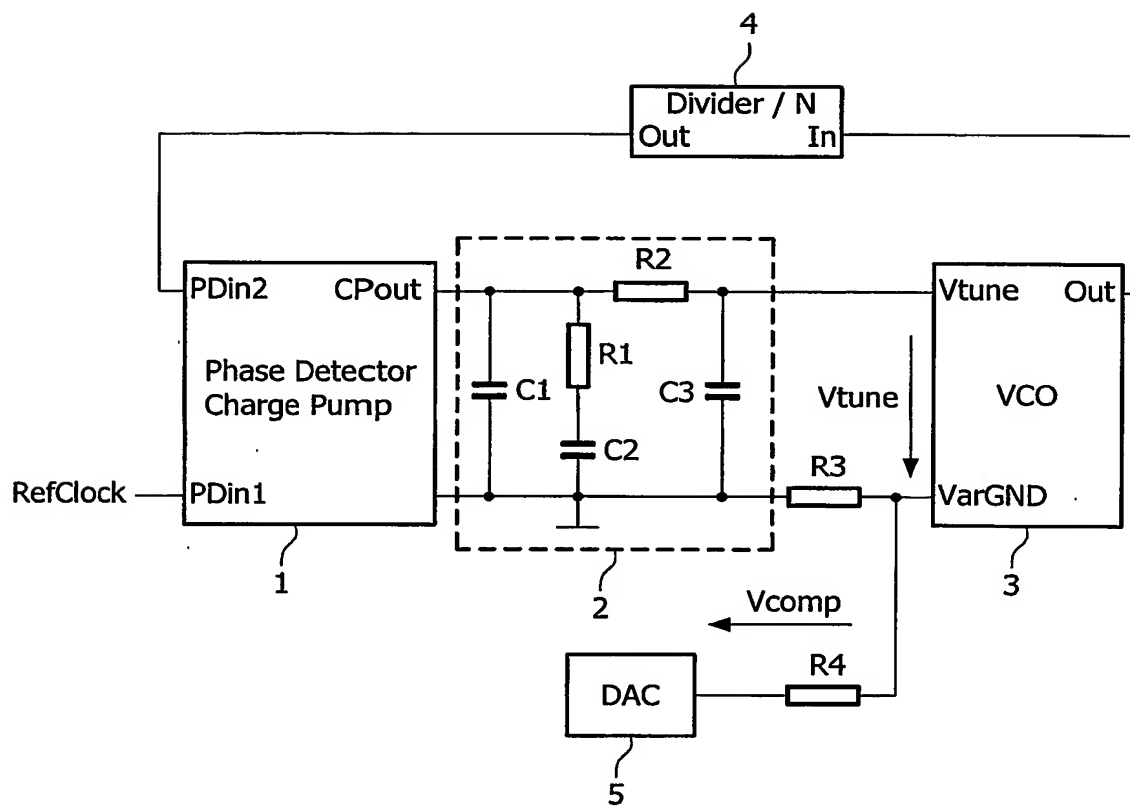 4
Divider / N
Out In
R2
PDin2 CPout
Vtune Out
R1
Phase Detector
Charge Pump
C1
C3
Vtune
VCO
C2
R3
RefClock
PDin1
VarGND
1
2
3
Vcomp
R4
DAC
5